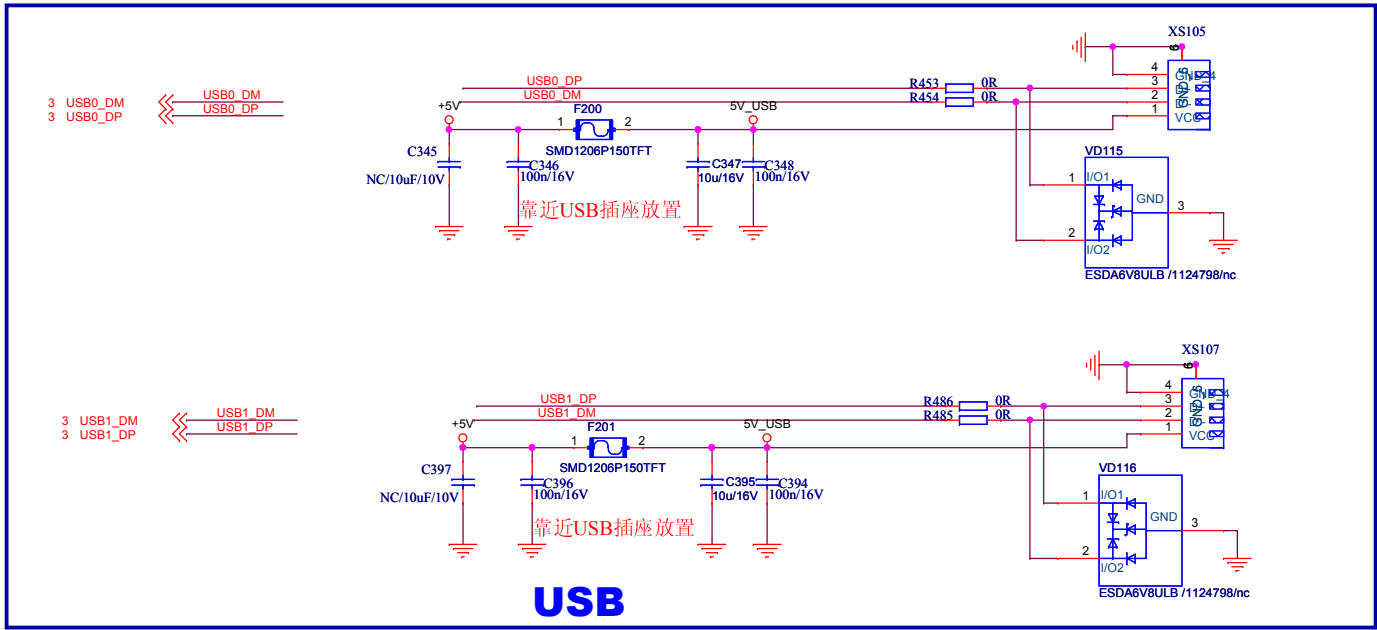 XS105
6
4
3
2
1
VCC
USB0_DP
USB0_DM
R453 0R
R454 0R
3 USB0_DM
3 USB0_DP
USB0_DM
USB0_DP
+5V
F200
1
2
5V_USB
SMD1206P150TFT
C345
NC/10uF/10V
C346
100n/16V
C347
10u/16V
C348
100n/16V
靠近USB插座放置
VD115
1
I/O1
GND
3
2
I/O2
ESDA6V8ULB /1124798/nc
XS107
6
4
3
2
1
VCC
USB1_DP
USB1_DM
R486 0R
R485 0R
3 USB1_DM
3 USB1_DP
USB1_DM
USB1_DP
+5V
F201
1
2
5V_USB
SMD1206P150TFT
C397
NC/10uF/10V
C396
100n/16V
C395
10u/16V
C394
100n/16V
靠近USB插座放置
VD116
1
I/O1
GND
3
2
I/O2
ESDA6V8ULB /1124798/nc
USB